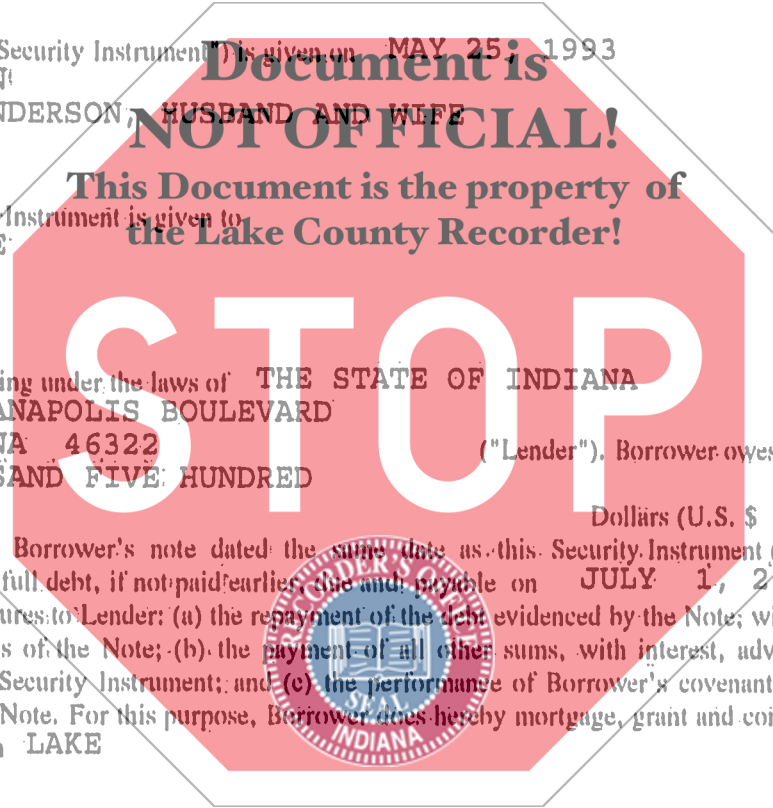 Security Instrument") is given on MAY 25, 1993
Document is
NDERSON, HUSBAND AND WIFE
NOT OFFICIAL!
This Document is the property of
Instrument is given to
the Lake County Recorder!
STOP
ing under the laws of THE STATE OF INDIANA
ANAPOLIS BOULEVARD
NA 46322 ("Lender"). Borrower owes
SAND FIVE HUNDRED
Dollars (U.S. $
Borrower's note dated the same date as this Security Instrument (
full debt, if not paid earlier, due and payable on JULY 1, 2
ures to Lender: (a) the repayment of the debt evidenced by the Note; wi
s of the Note; (b) the payment of all other sums, with interest, adv
Security Instrument; and (c) the performance of Borrower's covenant
Note. For this purpose, Borrower does hereby mortgage, grant and con
LAKE
RECORDER'S OFFICE
SEAL
INDIANA